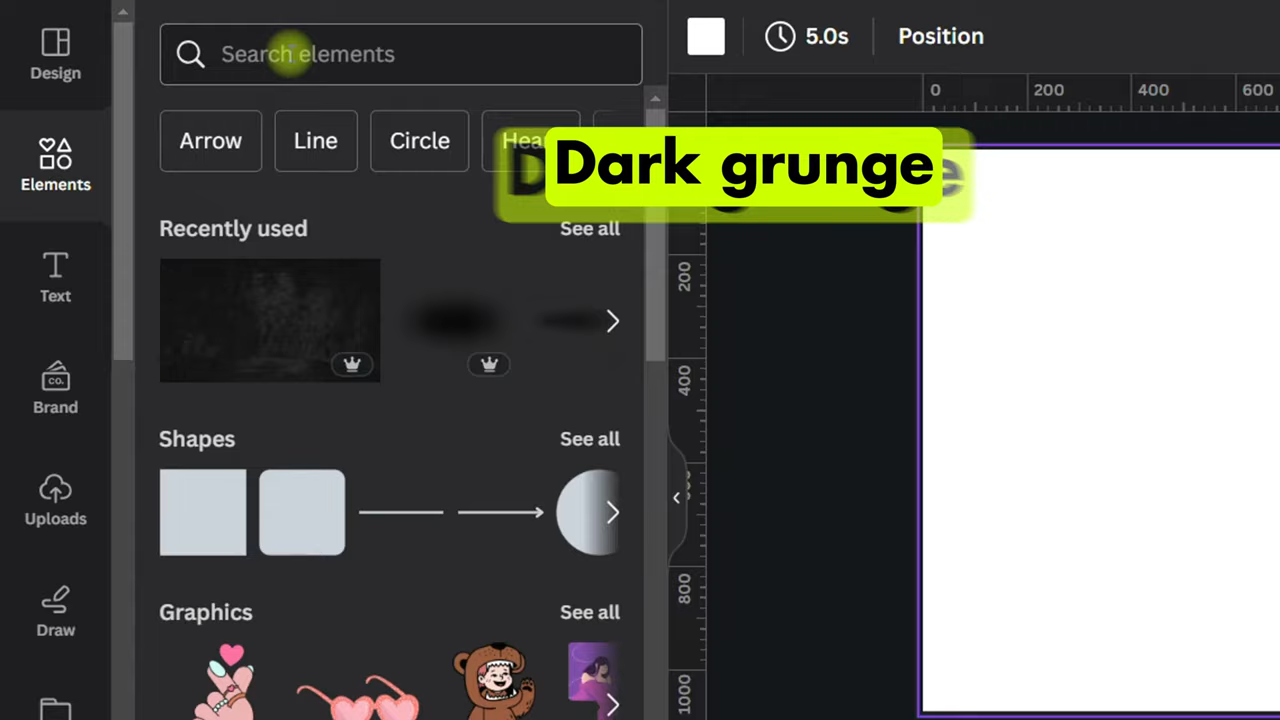 Design
Search elements
5.0s
Position
0 200 400 600
Arrow
Line
Circle
Dark grunge
Elements
Recently used
See all
200
Text
400
CO.
Brand
Shapes
See all
Uploads
800
Graphics
See all
Draw
1000